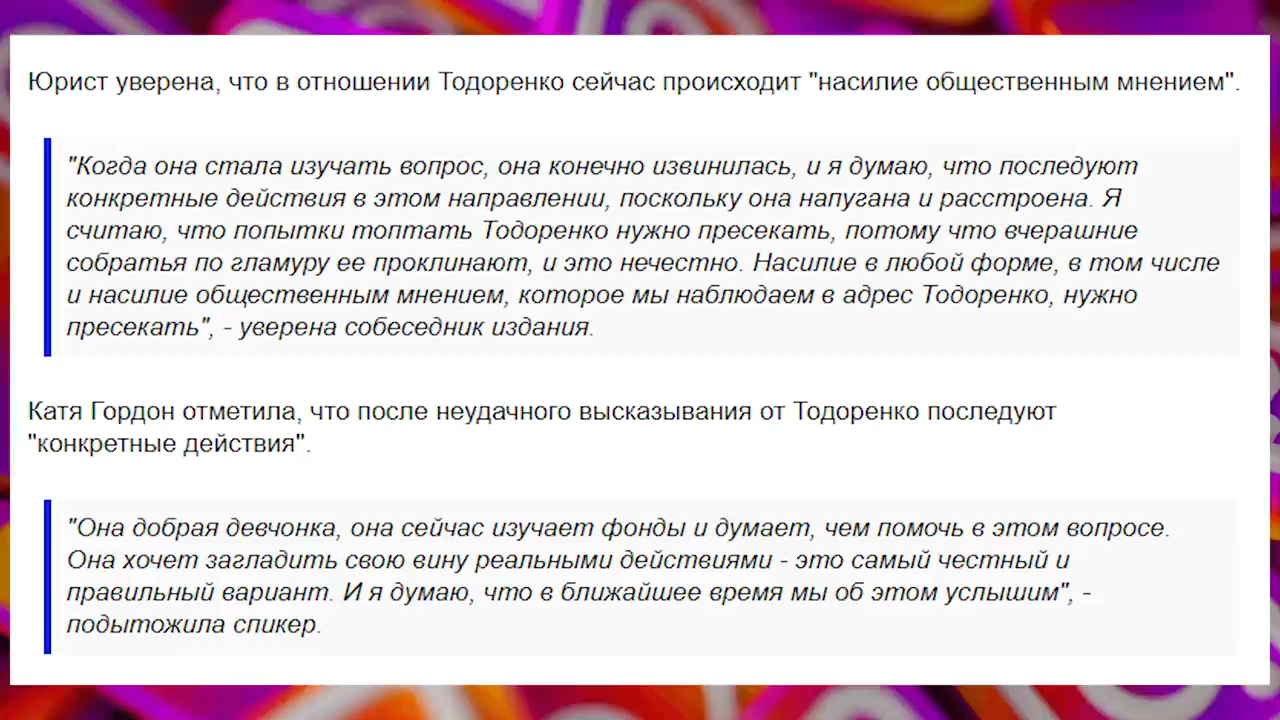 Юрист уверена, что в отношении Тодоренко сейчас происходит "насилие общественным мнением".
"Когда она стала изучать вопрос, она конечно извинилась, и я думаю, что последуют
конкретные действия в этом направлении, поскольку она напугана и расстроена. Я
считаю, что попытки топтать Тодоренко нужно пресекать, потому что вчерашние
собратья по гламуру ее проклинают, и это нечестно. Насилие в любой форме, в том числе
и насилие общественным мнением, которое мы наблюдаем в адрес Тодоренко, нужно
пресекать", - уверена собеседник издания.
Катя Гордон отметила, что после неудачного высказывания от Тодоренко последуют
"конкретные действия".
"Она добрая девчонка, она сейчас изучает фонды и думает, чем помочь в этом вопросе.
Она хочет загладить свою вину реальными действиями - это самый честный и
правильный вариант. И я думаю, что в ближайшее время мы об этом услышим", -
подытожила спикер.